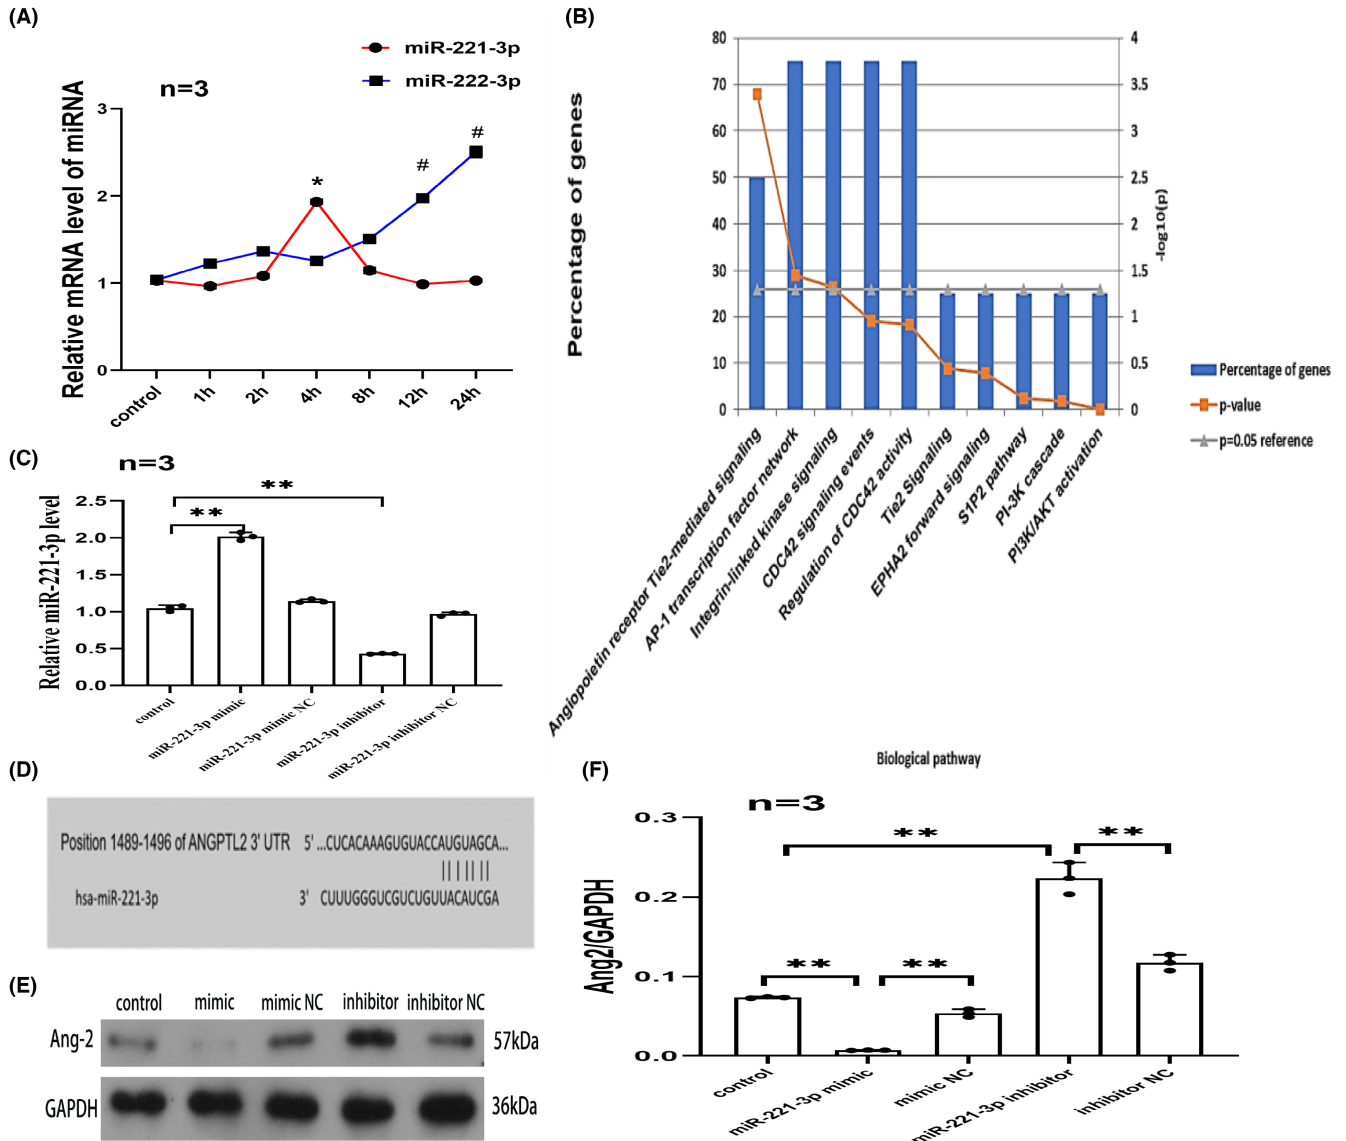 (A)
miR-221-3p
miR-222-3p
n=3
Relative mRNA level of miRNA
3
2
1
0
*
#
#
control
1h
2h
4h
8h
12h
24h
(B)
Percentage of genes
80
70
60
50
40
30
20
10
0
4
3.5
3
2.5
2
1.5
1
0.5
0
-log10(p)
Percentage of genes
p-value
p=0.05 reference
Angiopoietin receptor Tie2-mediated signaling
AP-1 transcription factor network
Integrin-linked kinase signaling
CDC42 signaling events
Regulation of CDC42 activity
Tie2 Signaling
EPHA2 forward signaling
S1P2 pathway
PI-3K cascade
PI3K/AKT activation
Biological pathway
(C)
n=3
Relative miR-221-3p level
2.5
2.0
1.5
1.0
0.5
0.0
**
**
control
miR-221-3p mimic
miR-221-3p mimic NC
miR-221-3p inhibitor
miR-221-3p inhibitor NC
(D)
Position 1489-1496 of ANGPTL2 3' UTR 5' ...CUCACAAAGUGUACCAUGUAGCA...
hsa-miR-221-3p 3' CUUUGGGUCGUCUGUUACAUCGA
(E)
control mimic mimic NC inhibitor inhibitor NC
Ang-2 57kDa
GAPDH 36kDa
(F)
n=3
Ang2/GAPDH
0.3
0.2
0.1
0.0
**
**
**
**
control
miR-221-3p mimic
mimic NC
miR-221-3p inhibitor
inhibitor NC